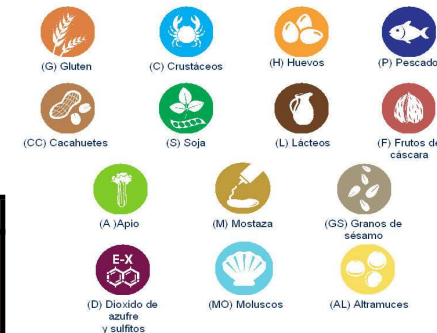 (G) Gluten
(C) Crustáceos
(H) Huevos
(P) Pescado
(CC) Cacahuetes
(S) Soja
(L) Lácteos
(F) Frutos de
cáscara
(A )Apio
(M) Mostaza
(GS) Granos de
sésamo
E-X
(D) Dioxido de
azufre
y sulfitos
(MO) Moluscos
(AL) Altramuces